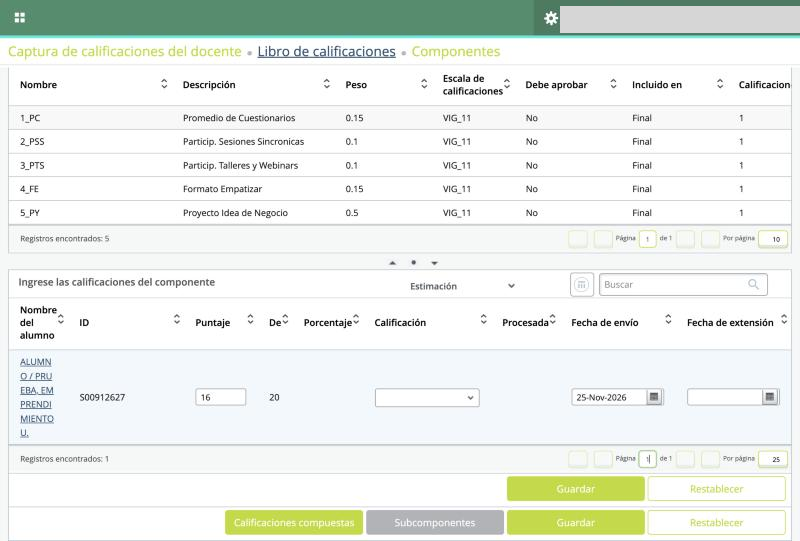 Captura de calificaciones del docente • Libro de calificaciones • Componentes
Nombre Descripción Peso Escala de calificaciones Debe aprobar Incluido en Calificacion
1_PC Promedio de Cuestionarios 0.15 VIG_11 No Final 1
2_PSS Particip. Sesiones Sincronicas 0.1 VIG_11 No Final 1
3_PTS Particip. Talleres y Webinars 0.1 VIG_11 No Final 1
4_FE Formato Empatizar 0.15 VIG_11 No Final 1
5_PY Proyecto Idea de Negocio 0.5 VIG_11 No Final 1
Registros encontrados: 5 Página 1 de 1 Por página 10
Ingrese las calificaciones del componente Estimación Buscar
Nombre del alumno ID Puntaje De Porcentaje Calificación Procesada Fecha de envío Fecha de extensión
ALUMN
O / PRU
EBA, EM
PRENDI
MIENTO
U.
S00912627 16 20 25-Nov-2026
Registros encontrados: 1 Página 1 de 1 Por página 25
Guardar Restablecer
Calificaciones compuestas Subcomponentes Guardar Restablecer